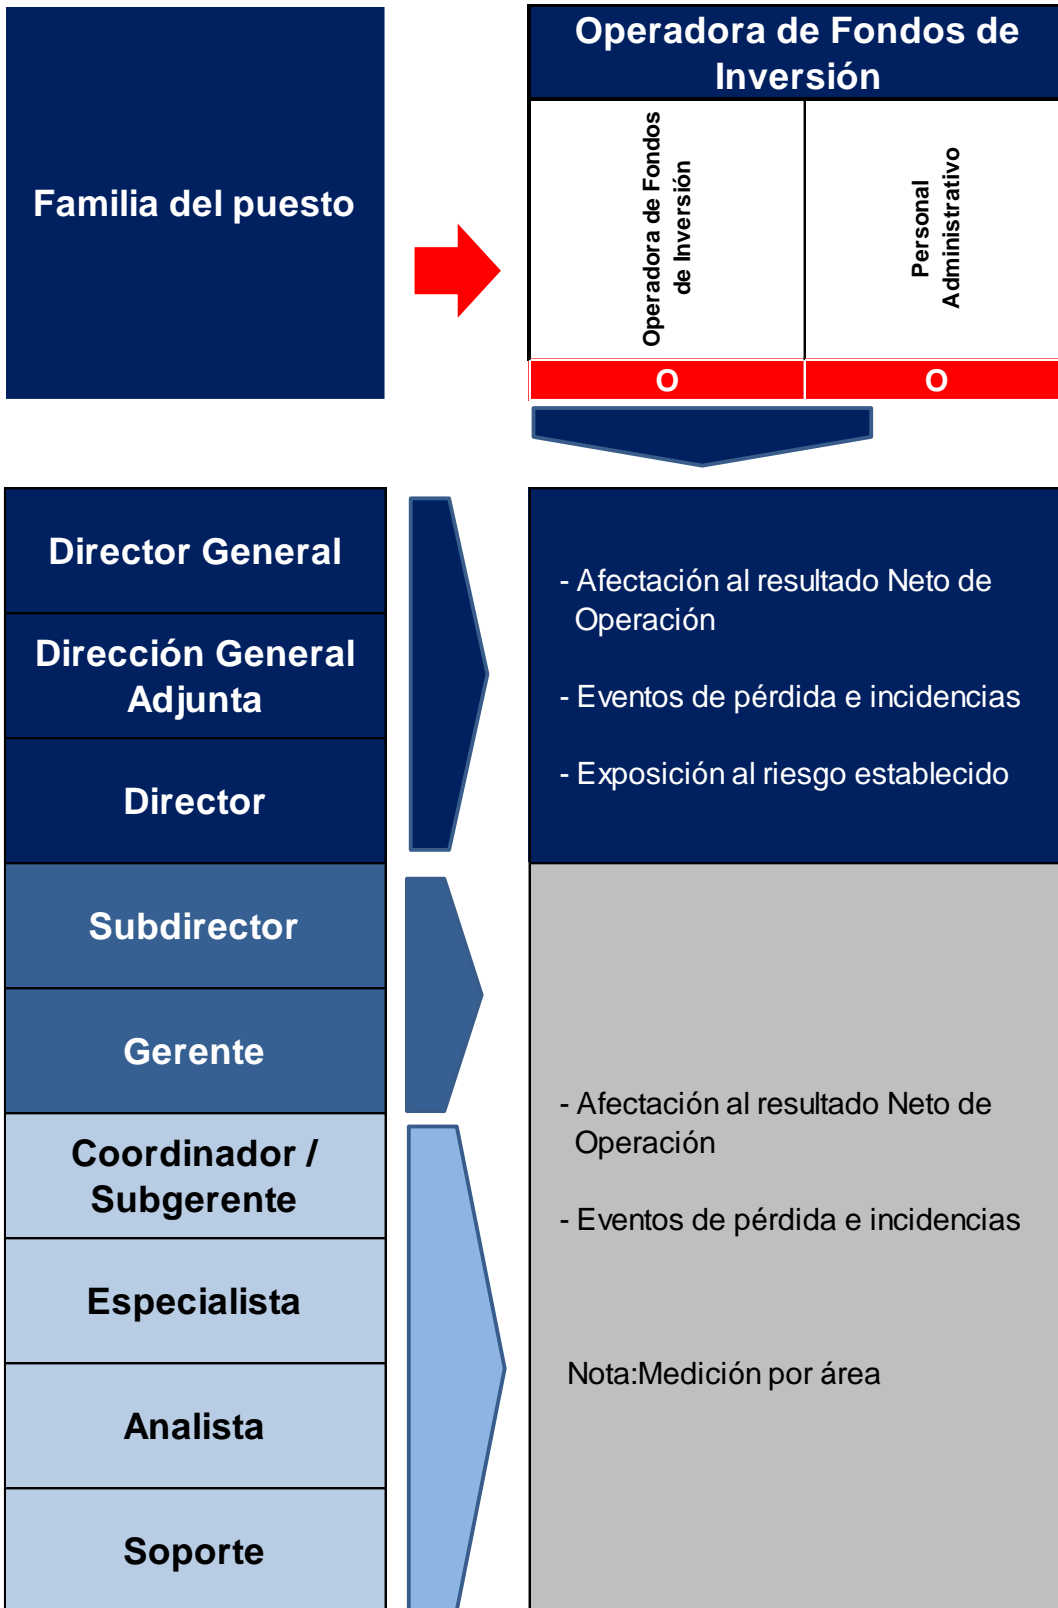 Familia del puesto
Operadora de Fondos de
Inversión
Operadora de Fondos
de Inversión
Personal
Administrativo
O
O
Director General
Dirección General
Adjunta
Director
Subdirector
Gerente
Coordinador /
Subgerente
Especialista
Analista
Soporte
- Afectación al resultado Neto de
Operación
- Eventos de pérdida e incidencias
- Exposición al riesgo establecido
- Afectación al resultado Neto de
Operación
- Eventos de pérdida e incidencias
Nota:Medición por área